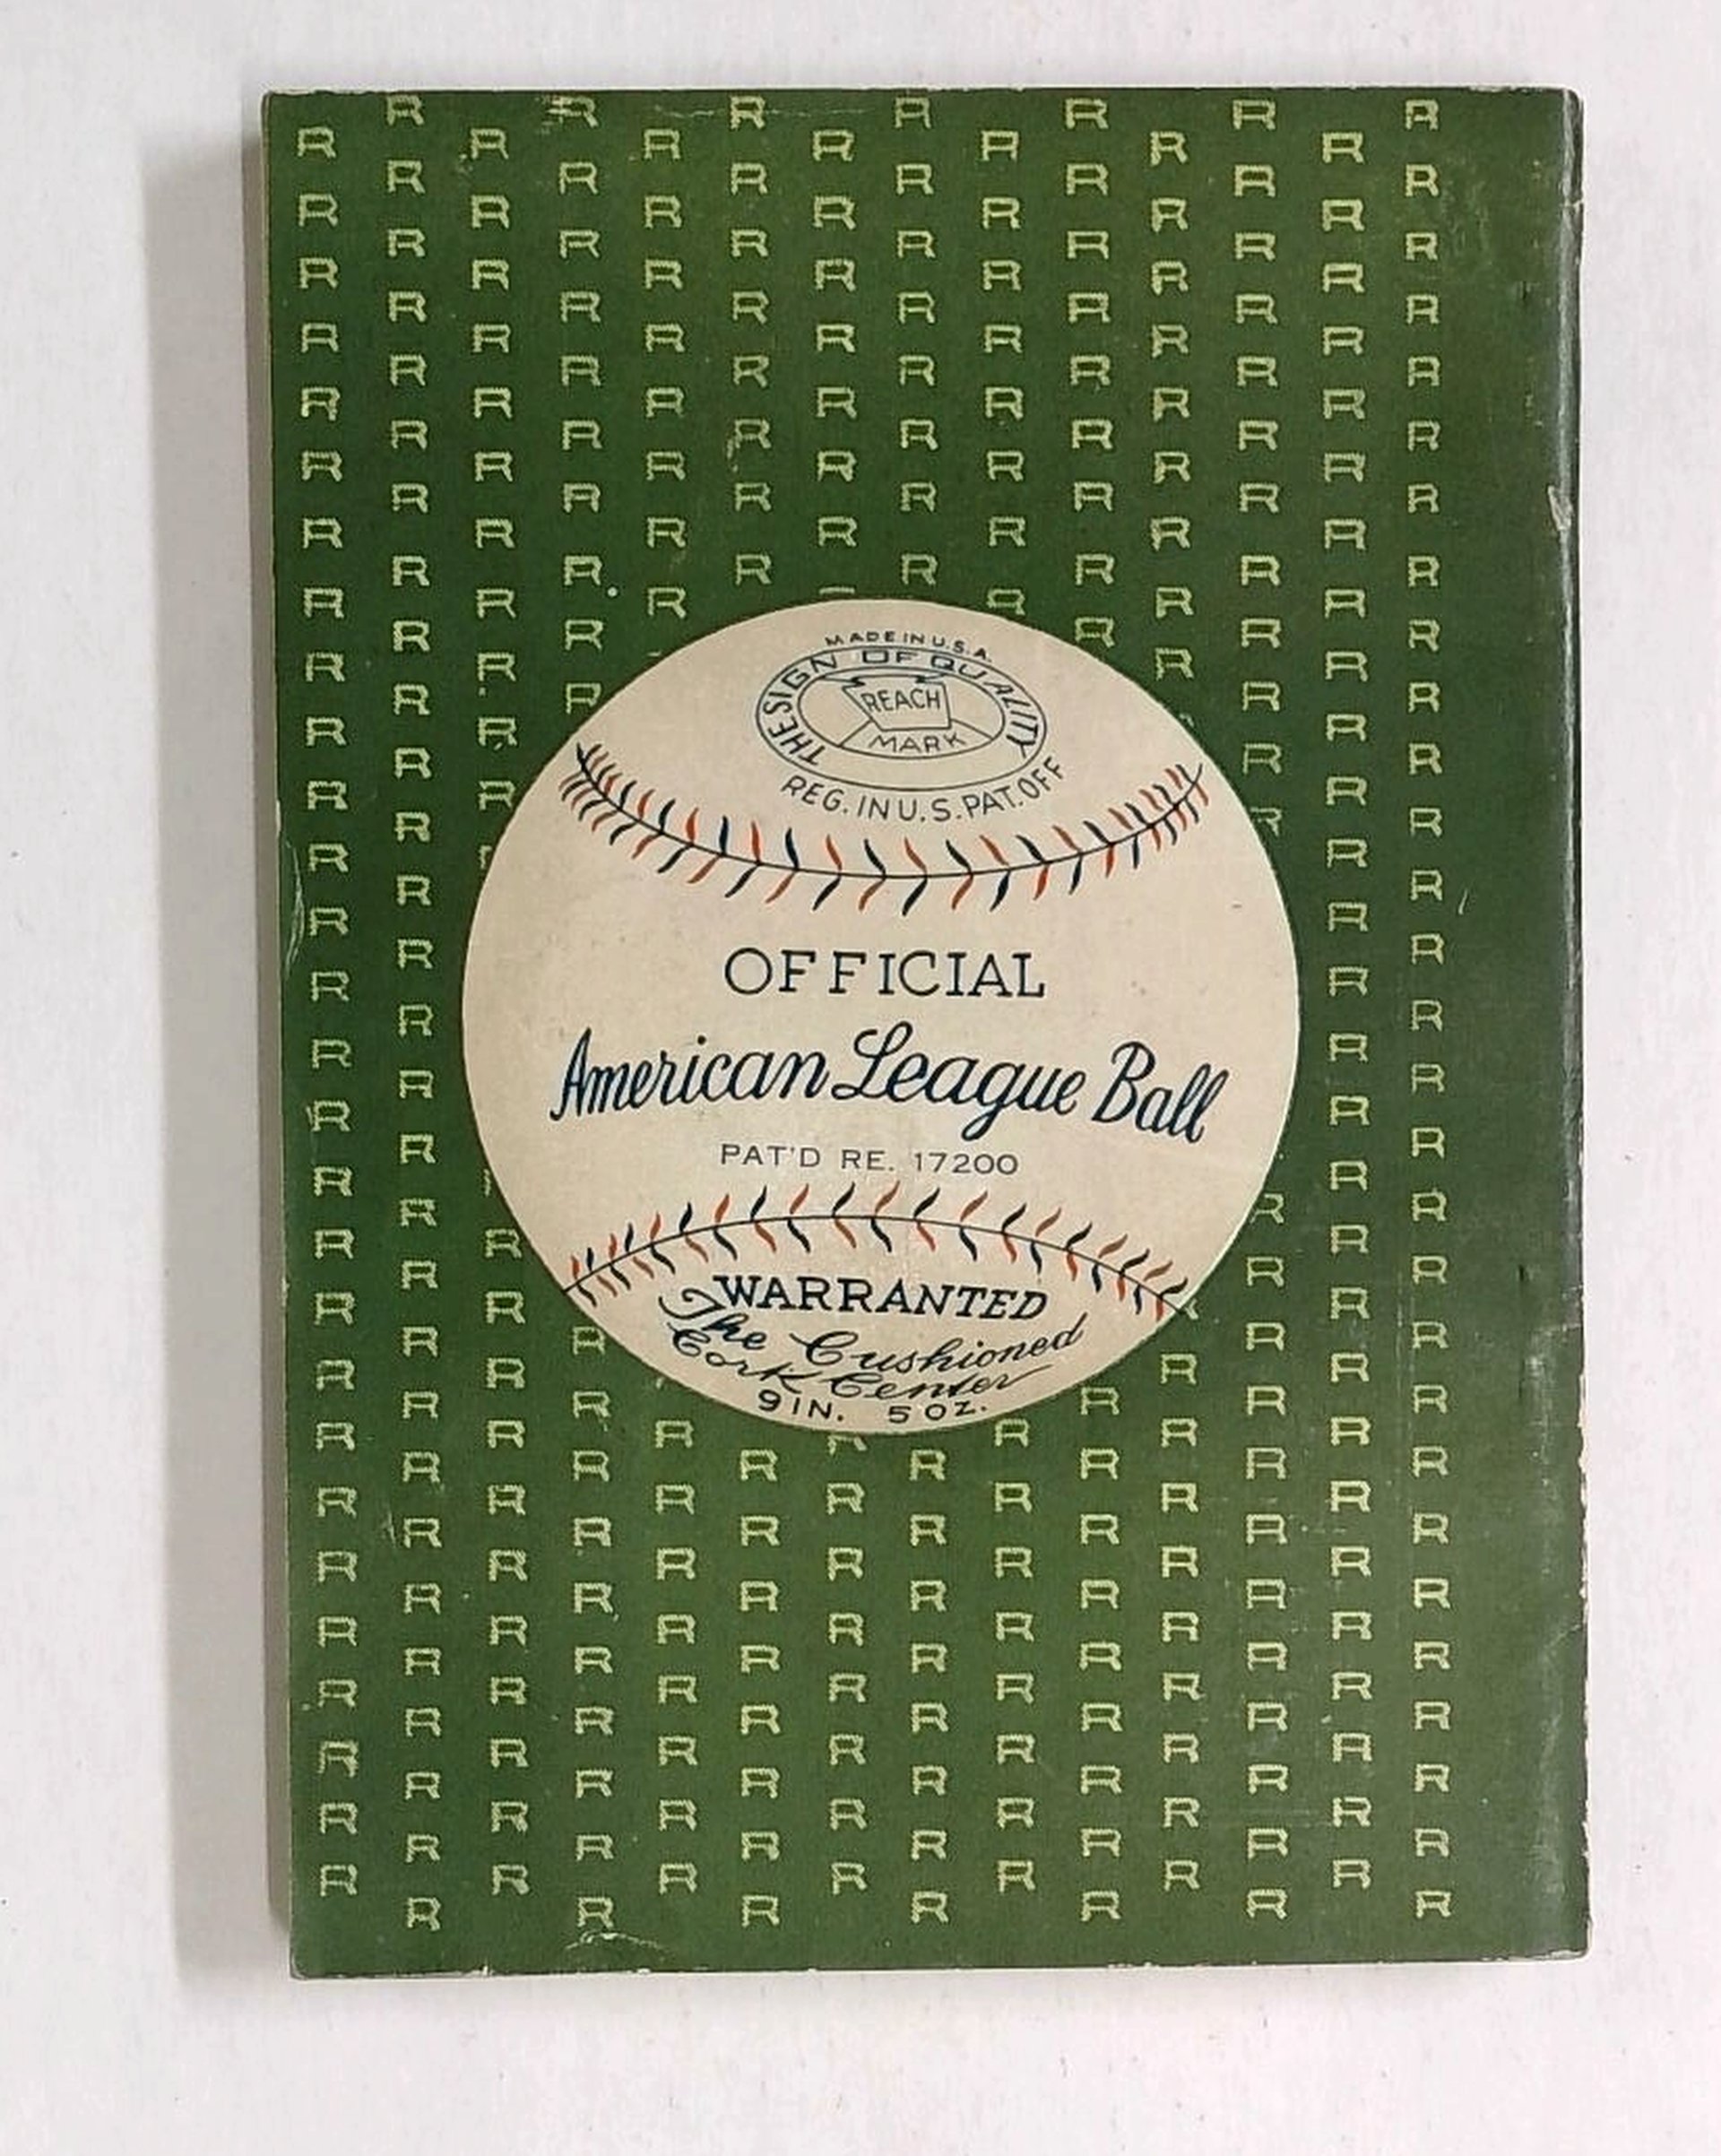 MADE IN U.S.A.
THE SIGN OF QUALITY
REACH
MARK
REG. IN U.S. PAT. OFF
OFFICIAL
American League Ball
PAT'D RE. 17200
WARRANTED
The Cushioned
Cork Center
9 IN. 5 OZ.